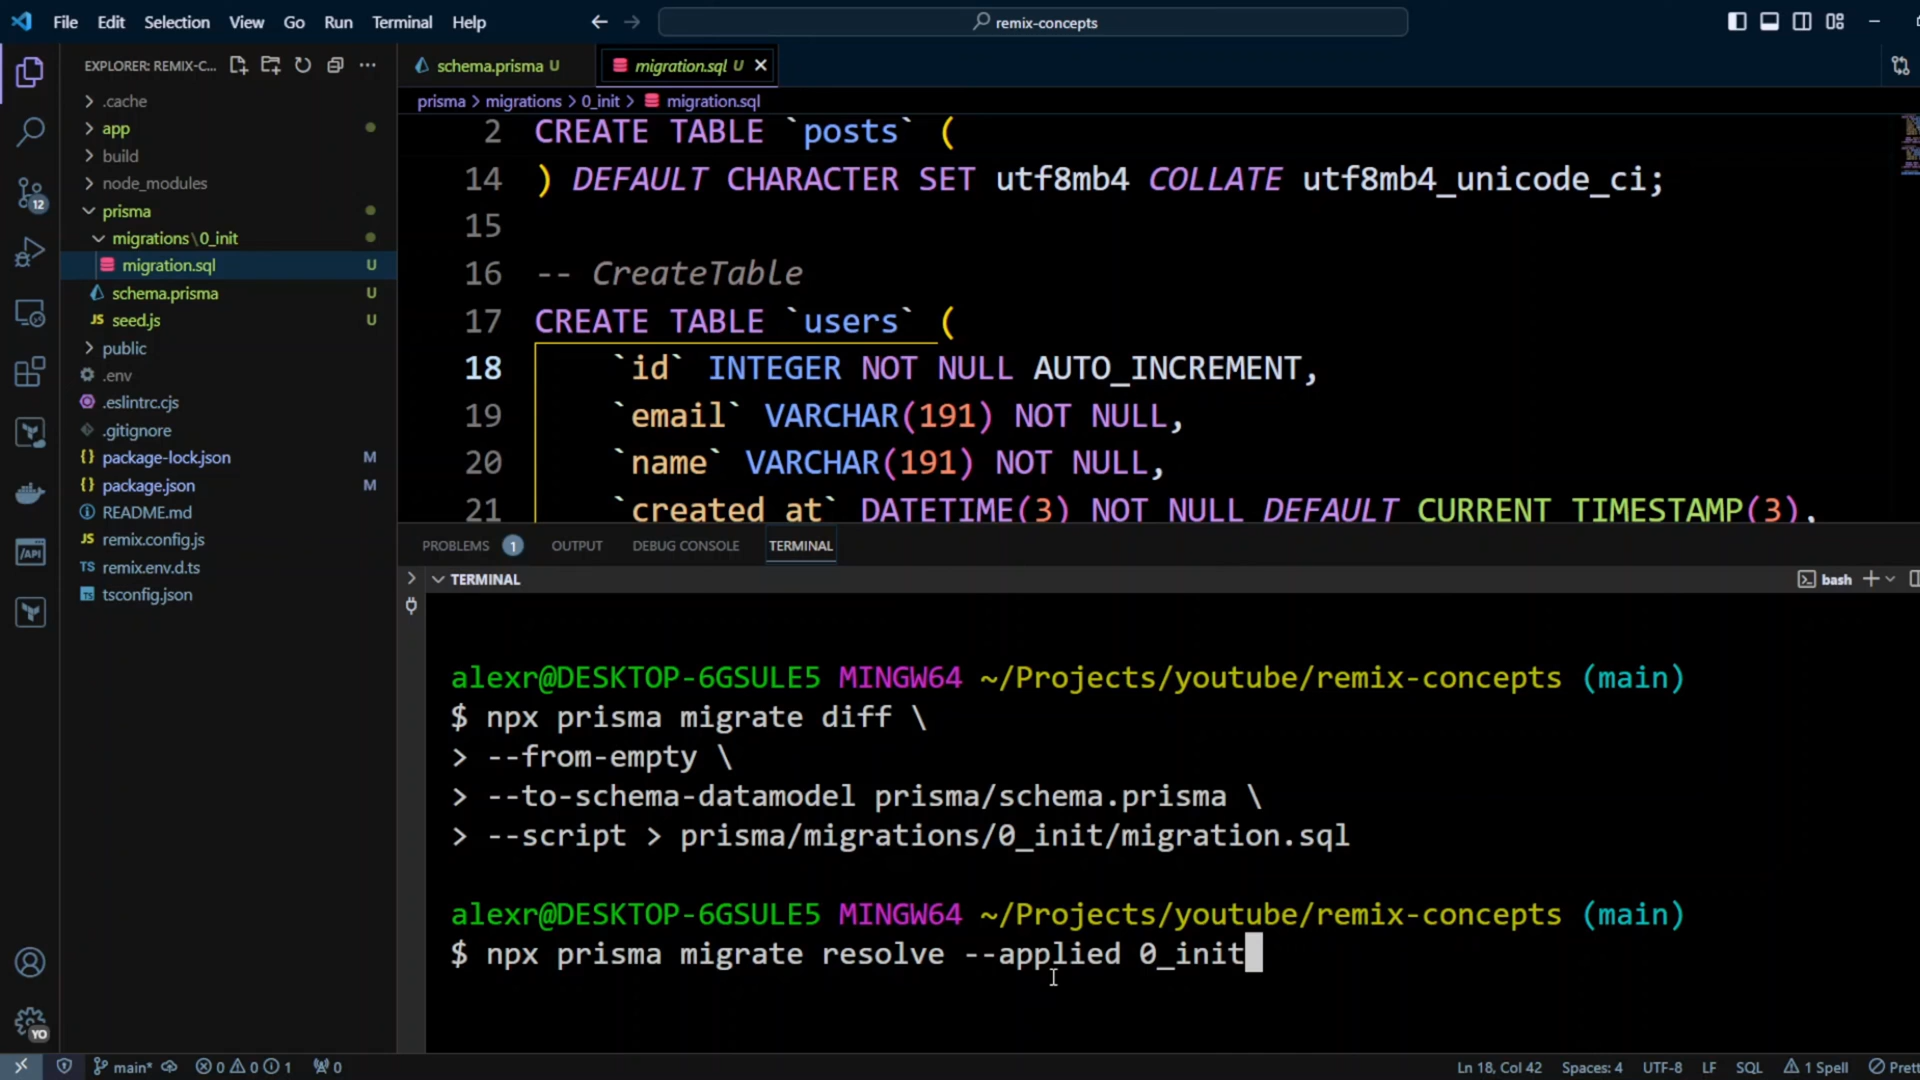 File Edit Selection View Go Run Terminal Help
remix-concepts
EXPLORER: REMIX-C...
.cache
app
build
node_modules
prisma
migrations\0_init
migration.sql U
schema.prisma U
seed.js U
public
.env
.eslintrc.cjs
.gitignore
package-lock.json M
package.json M
README.md
remix.config.js
remix.env.d.ts
tsconfig.json
12
YO
schema.prisma U
migration.sql U
prisma > migrations > 0_init > migration.sql
2 CREATE TABLE `posts` (
14 ) DEFAULT CHARACTER SET utf8mb4 COLLATE utf8mb4_unicode_ci;
15
16 -- CreateTable
17 CREATE TABLE `users` (
18 `id` INTEGER NOT NULL AUTO_INCREMENT,
19 `email` VARCHAR(191) NOT NULL,
20 `name` VARCHAR(191) NOT NULL,
21 `created_at` DATETIME(3) NOT NULL DEFAULT CURRENT_TIMESTAMP(3),
PROBLEMS 1 OUTPUT DEBUG CONSOLE TERMINAL
TERMINAL
bash
alexr@DESKTOP-6GSULE5 MINGW64 ~/Projects/youtube/remix-concepts (main)
$ npx prisma migrate diff \
> --from-empty \
> --to-schema-datamodel prisma/schema.prisma \
> --script > prisma/migrations/0_init/migration.sql
alexr@DESKTOP-6GSULE5 MINGW64 ~/Projects/youtube/remix-concepts (main)
$ npx prisma migrate resolve --applied 0_init
main* 0 0 1 0 Ln 18, Col 42 Spaces: 4 UTF-8 LF SQL 1 Spell Prett